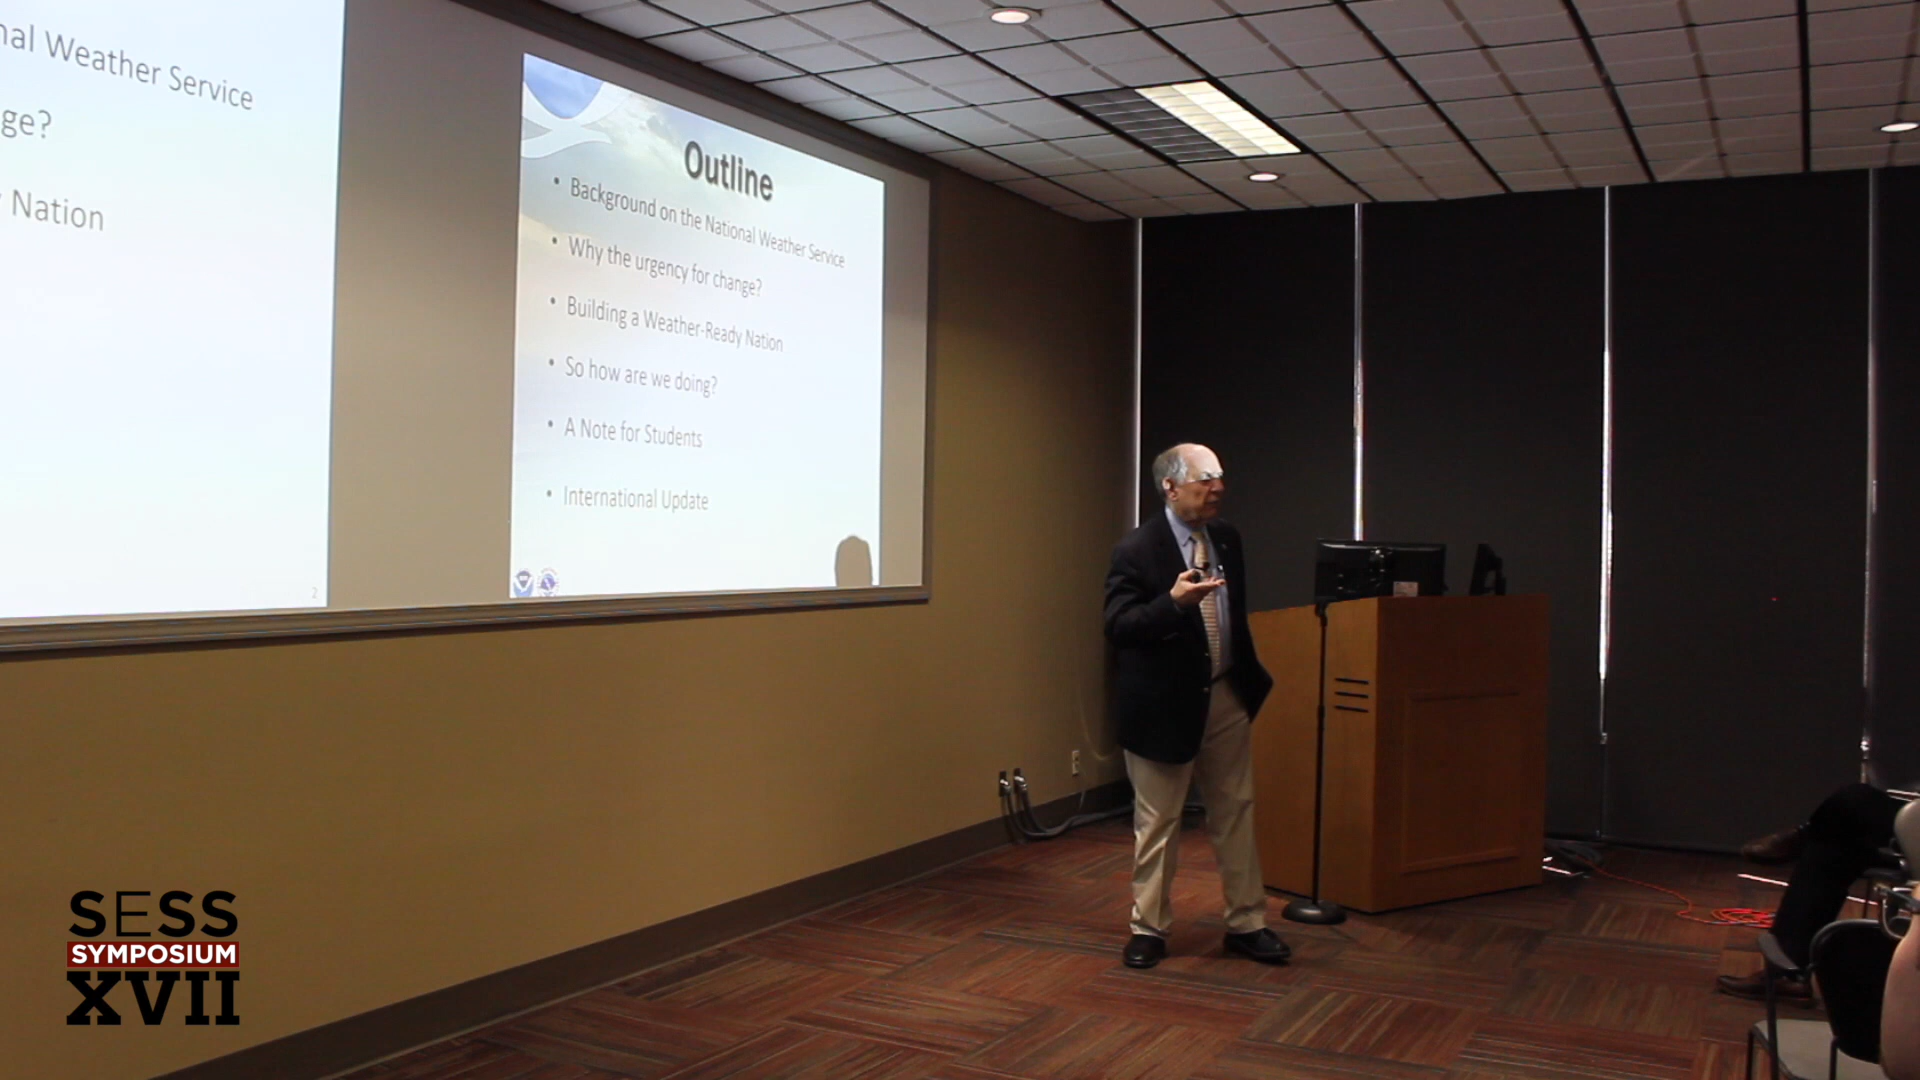 nal Weather Service
ge?
Nation
2
Outline
• Background on the National Weather Service
• Why the urgency for change?
• Building a Weather-Ready Nation
• So how are we doing?
• A Note for Students
• International Update
SESS
SYMPOSIUM
XVII